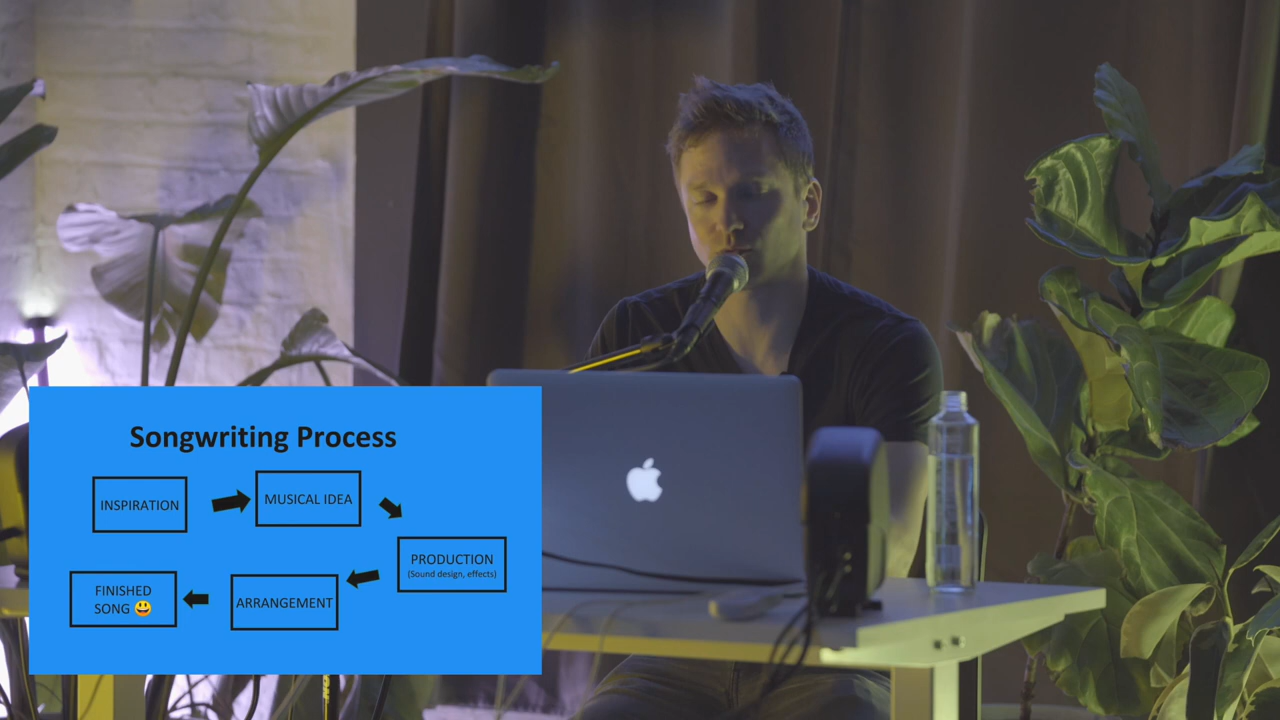 Songwriting Process
INSPIRATION
MUSICAL IDEA
PRODUCTION
(Sound design, effects)
ARRANGEMENT
FINISHED
SONG 😃